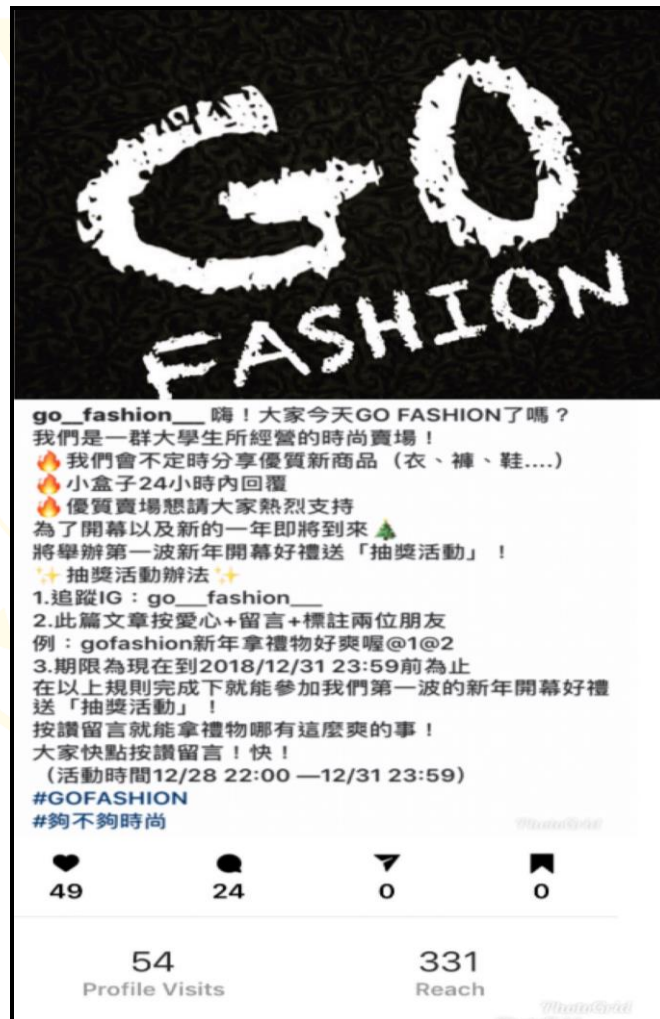 GO
FASHION
go__fashion___ 嗨！大家今天GO FASHION了嗎？
我們是一群大學生所經營的時尚賣場！
🔥我們會不定時分享優質新商品（衣、褲、鞋....）
🔥小盒子24小時內回覆
🔥優質賣場懇請大家熱烈支持
為了開幕以及新的一年即將到來🎄
將舉辦第一波新年開幕好禮送「抽獎活動」！
✨抽獎活動辦法✨
1.追蹤IG：go___fashion___
2.此篇文章按愛心+留言+標註兩位朋友
例：gofashion新年拿禮物好爽喔@1@2
3.期限為現在到2018/12/31 23:59前為止
在以上規則完成下就能參加我們第一波的新年開幕好禮
送「抽獎活動」！
按讚留言就能拿禮物哪有這麼爽的事！
大家快點按讚留言！快！
（活動時間12/28 22:00 —12/31 23:59）
#GOFASHION
#夠不夠時尚
PhotoGrid
49 24 0 0
54 331
Profile Visits Reach
PhotoGrid